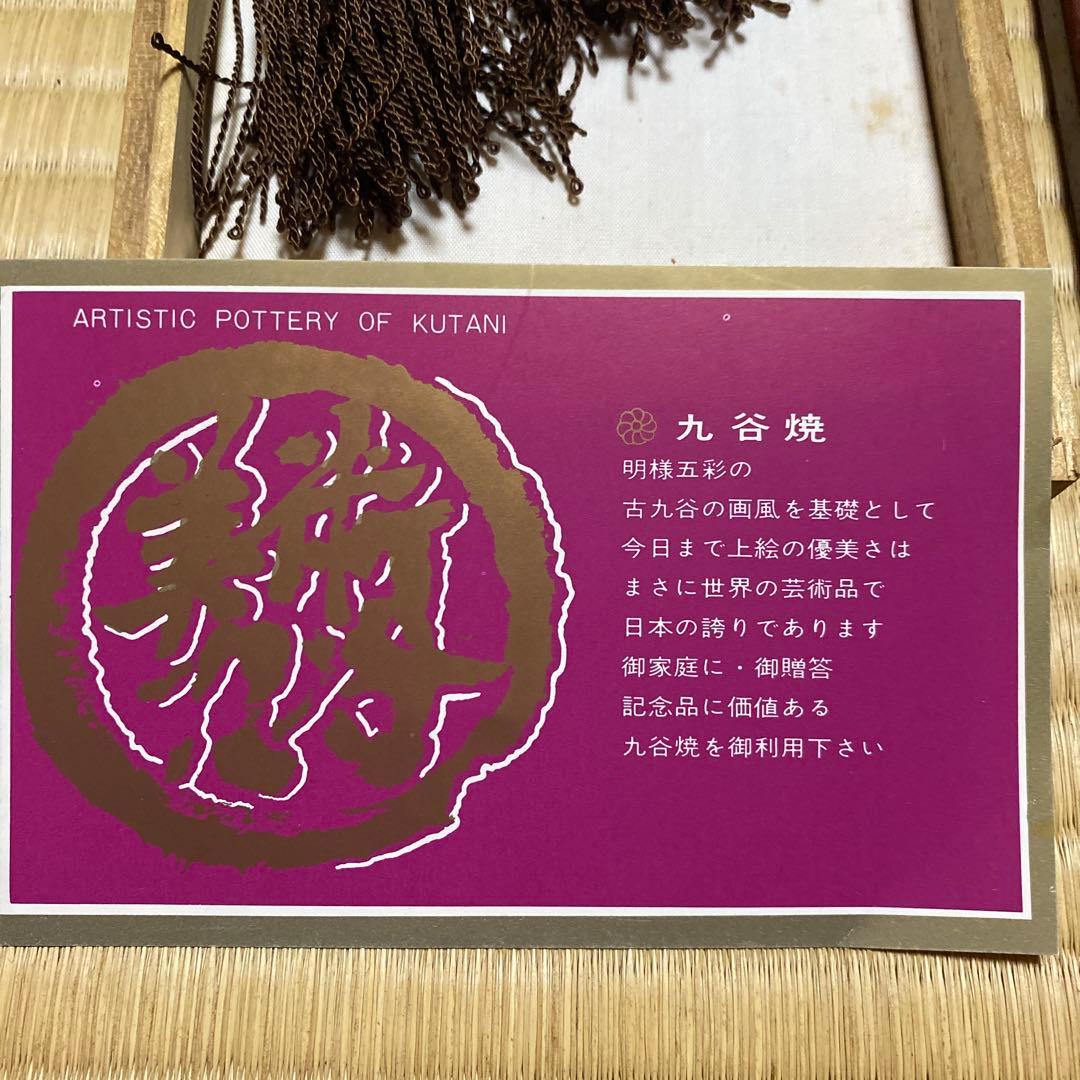 ARTISTIC POTTERY OF KUTANI
九谷焼
明様五彩の
古九谷の画風を基礎として
今日まで上絵の優美さは
まさに世界の芸術品で
日本の誇りであります
御家庭に・御贈答
記念品に価値ある
九谷焼を御利用下さい